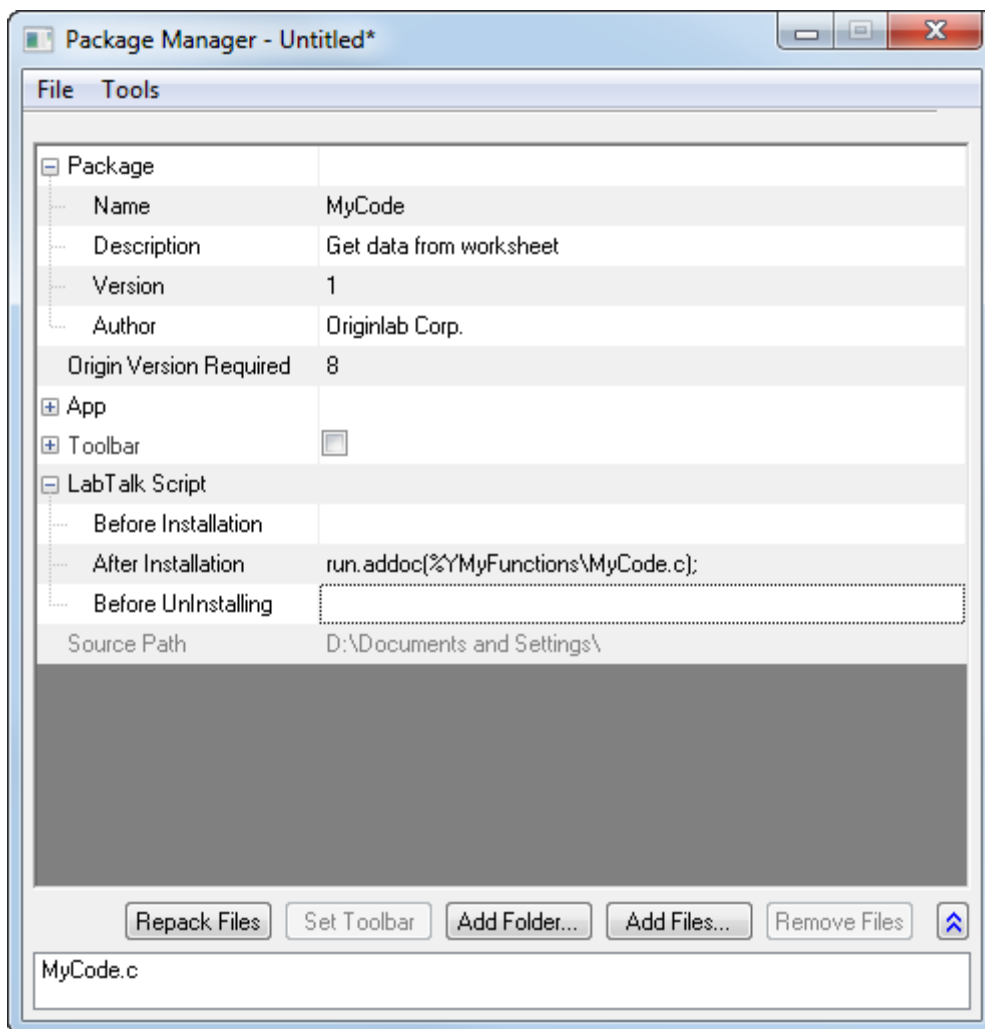 Package Manager - Untitled*
File Tools
Package
Name MyCode
Description Get data from worksheet
Version 1
Author Originlab Corp.
Origin Version Required 8
App
Toolbar
LabTalk Script
Before Installation
After Installation run.addoc(%YMyFunctions\MyCode.c);
Before UnInstalling
Source Path D:\Documents and Settings\
Repack Files Set Toolbar Add Folder... Add Files... Remove Files
MyCode.c